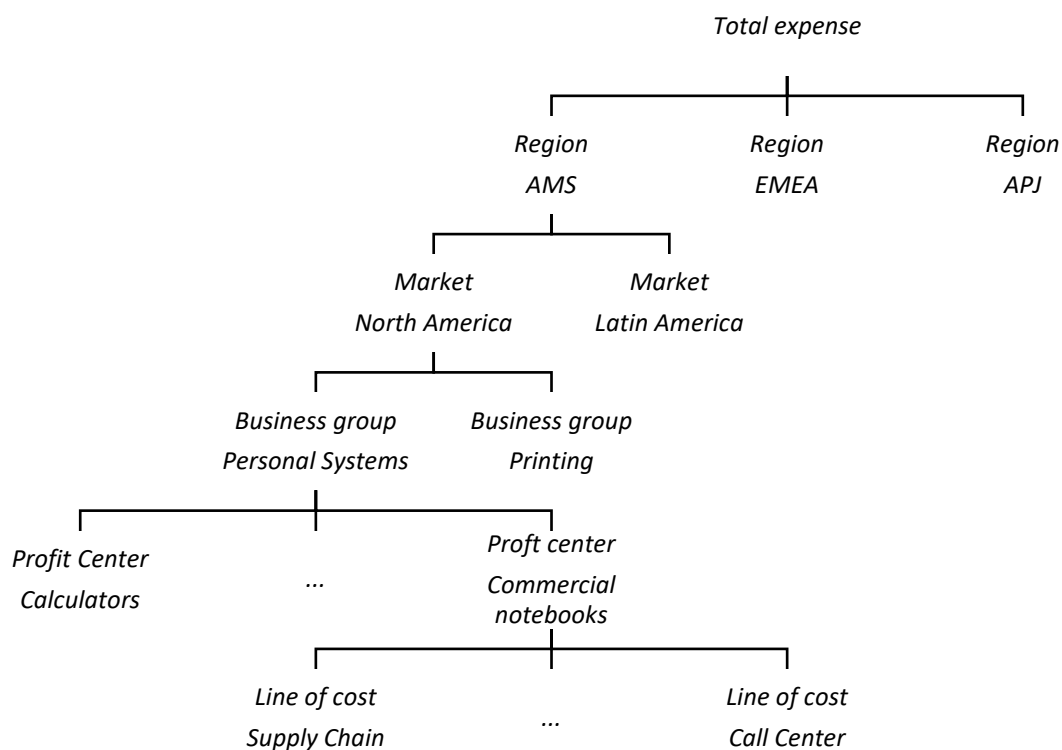 Total expense
Region
AMS
Region
EMEA
Region
APJ
Market
North America
Market
Latin America
Business group
Personal Systems
Business group
Printing
Profit Center
Calculators
...
Proft center
Commercial
notebooks
Line of cost
Supply Chain
...
Line of cost
Call Center